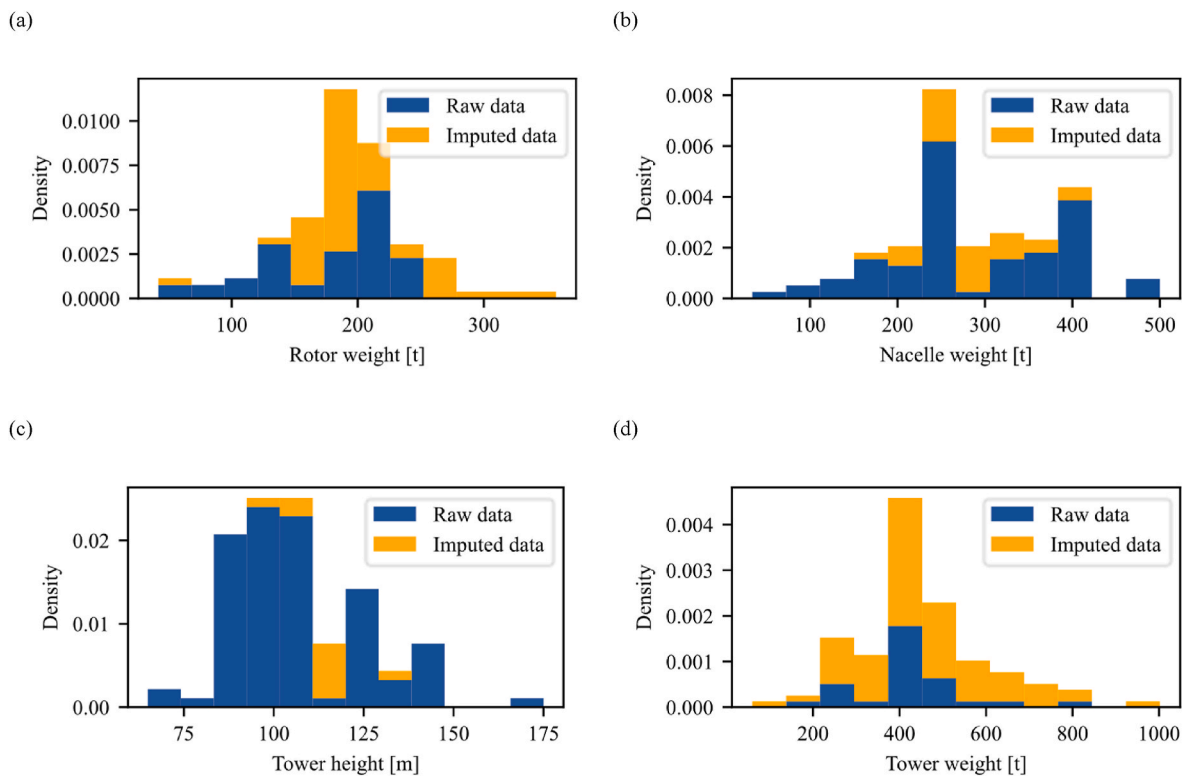 (a)
Raw data
Imputed data
0.0100
0.0075
0.0050
0.0025
0.0000
Density
100
200
300
Rotor weight [t]
(b)
Raw data
Imputed data
0.008
0.006
0.004
0.002
0.000
Density
100
200
300
400
500
Nacelle weight [t]
(c)
Raw data
Imputed data
0.02
0.01
0.00
Density
75
100
125
150
175
Tower height [m]
(d)
Raw data
Imputed data
0.004
0.003
0.002
0.001
0.000
Density
200
400
600
800
1000
Tower weight [t]